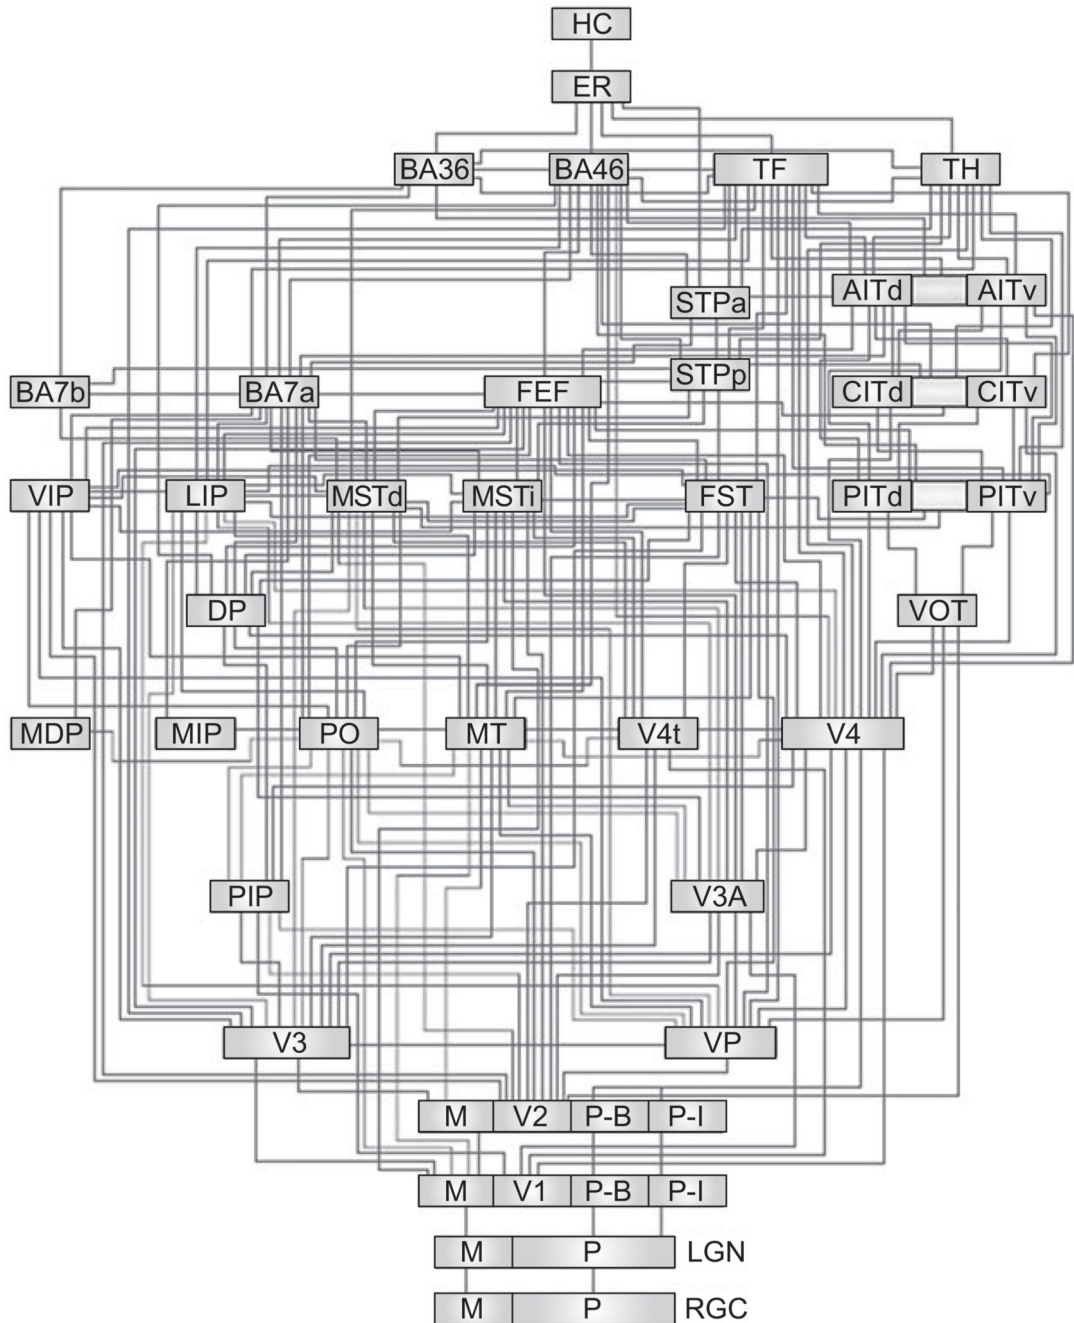 HC
ER
BA36 BA46 TF TH
STPa AITd AITv
BA7b BA7a FEF STPp CITd CITv
VIP LIP MSTd MSTi FST PITd PITv
DP VOT
MDP MIP PO MT V4t V4
PIP V3A
V3 VP
M V2 P-B P-I
M V1 P-B P-I
M P LGN
M P RGC